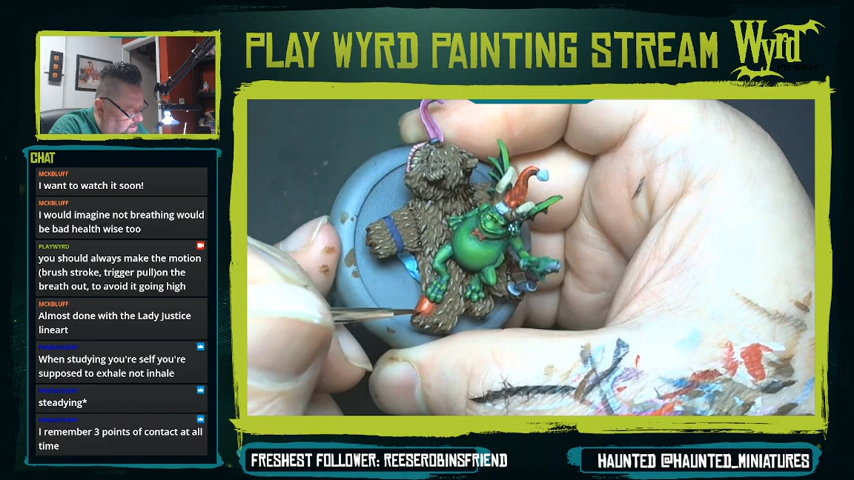 PLAY WYRD PAINTING STREAM
Wyrd
CHAT
MCKBLUFF
I want to watch it soon!
MCKBLUFF
I would imagine not breathing would
be bad health wise too
PLAYWYRD
you should always make the motion
(brush stroke, trigger pull)on the
breath out, to avoid it going high
MCKBLUFF
Almost done with the Lady Justice
lineart
When studying you're self you're
supposed to exhale not inhale
steadying*
I remember 3 points of contact at all
time
FRESHEST FOLLOWER: REESEROBINSFRIEND
HAUNTED @HAUNTED_MINIATURES